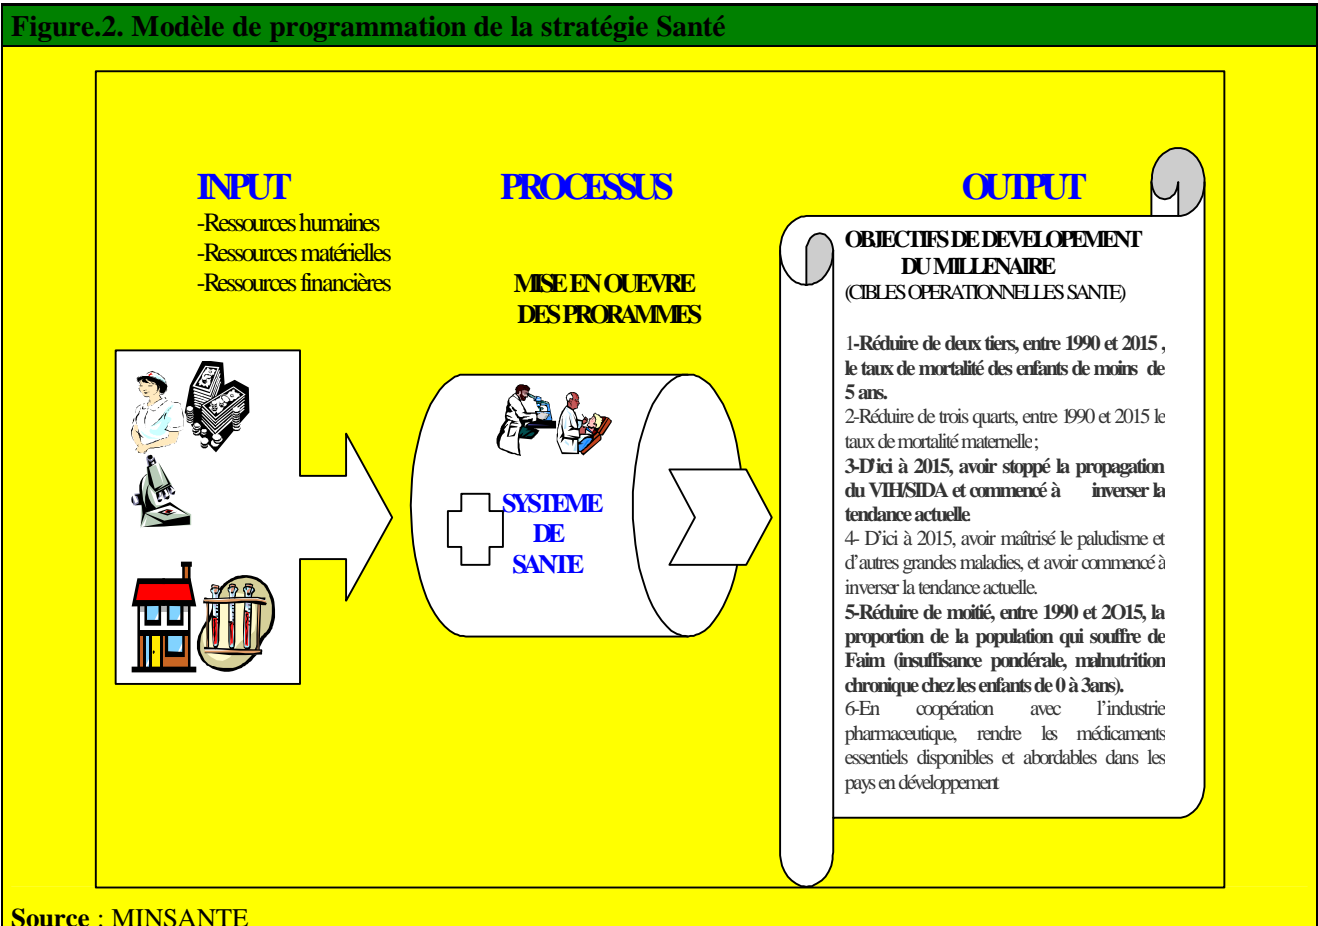 Figure.2. Modèle de programmation de la stratégie Santé
INPUT
-Ressources humaines
-Ressources matérielles
-Ressources financières
PROCESSUS
MISE EN OUEVRE
DES PRORAMMES
SYSTEME
DE
SANTE
OUTPUT
OBJECTIFS DE DEVELOPEMENT
DU MILLENAIRE
(CIBLES OPERATIONNELLES SANTE)
1-Réduire de deux tiers, entre 1990 et 2015 ,
le taux de mortalité des enfants de moins de
5 ans.
2-Réduire de trois quarts, entre 1990 et 2015 le
taux de mortalité maternelle ;
3-D'ici à 2015, avoir stoppé la propagation
du VIH/SIDA et commencé à inverser la
tendance actuelle.
4- D'ici à 2015, avoir maîtrisé le paludisme et
d'autres grandes maladies, et avoir commencé à
inverser la tendance actuelle.
5-Réduire de moitié, entre 1990 et 2O15, la
proportion de la population qui souffre de
Faim (insuffisance pondérale, malnutrition
chronique chez les enfants de 0 à 3ans).
6-En coopération avec l'industrie
pharmaceutique, rendre les médicaments
essentiels disponibles et abordables dans les
pays en développement
Source : MINSANTE